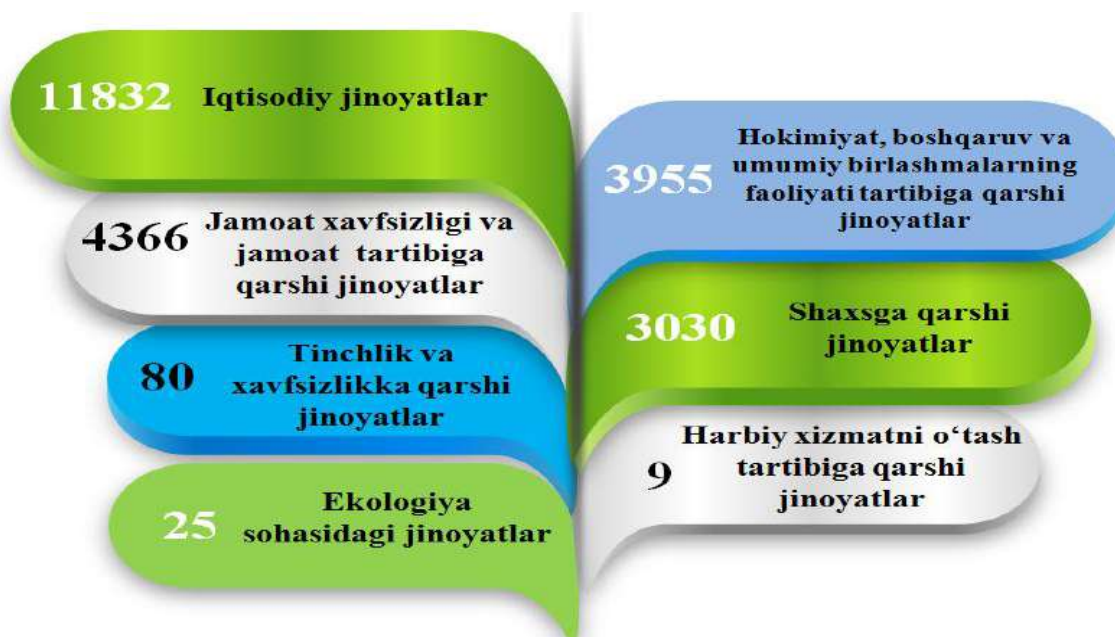 11832 Iqtisodiy jinoyatlar
4366 Jamoat xavfsizligi va
jamoat tartibiga
qarshi jinoyatlar
80 Tinchlik va
xavfsizlikka qarshi
jinoyatlar
25 Ekologiya
sohasidagi jinoyatlar
3955 Hokimiyat, boshqaruv va
umumiy birlashmalarning
faoliyati tartibiga qarshi
jinoyatlar
3030 Shaxsga qarshi
jinoyatlar
9 Harbiy xizmatni o‘tash
tartibiga qarshi
jinoyatlar